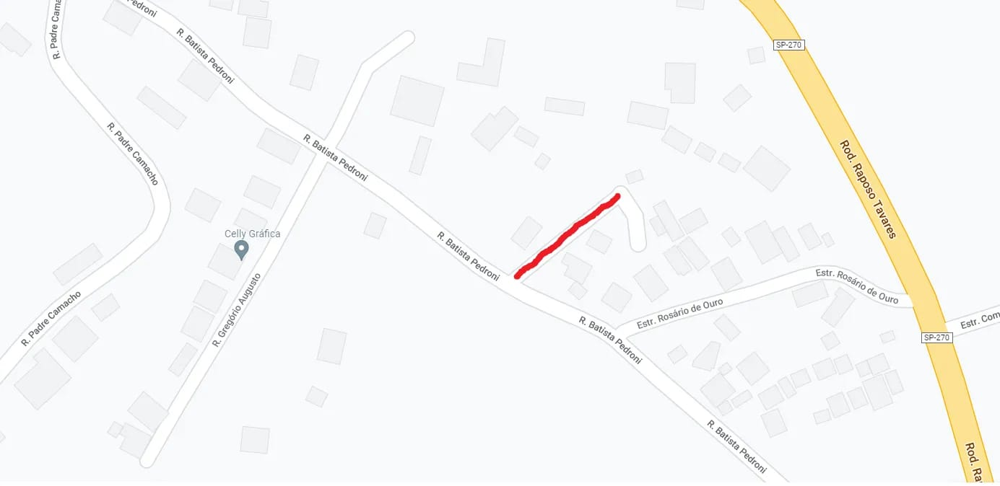 Pedroni
R. Padre Cama
R. Batista Pedroni
SP-270
R. Padre Camacho
R. Batista Pedroni
Rod. Raposo Tavares
Celly Gráfica
R. Batista Pedroni
Estr. Rosário de Ouro
R. Gregório Augusto
R. Padre Camacho
Estr. Rosário de Ouro
R. Batista Pedroni
Estr. Com
SP-270
R. Batista Pedroni
Rod. Ra